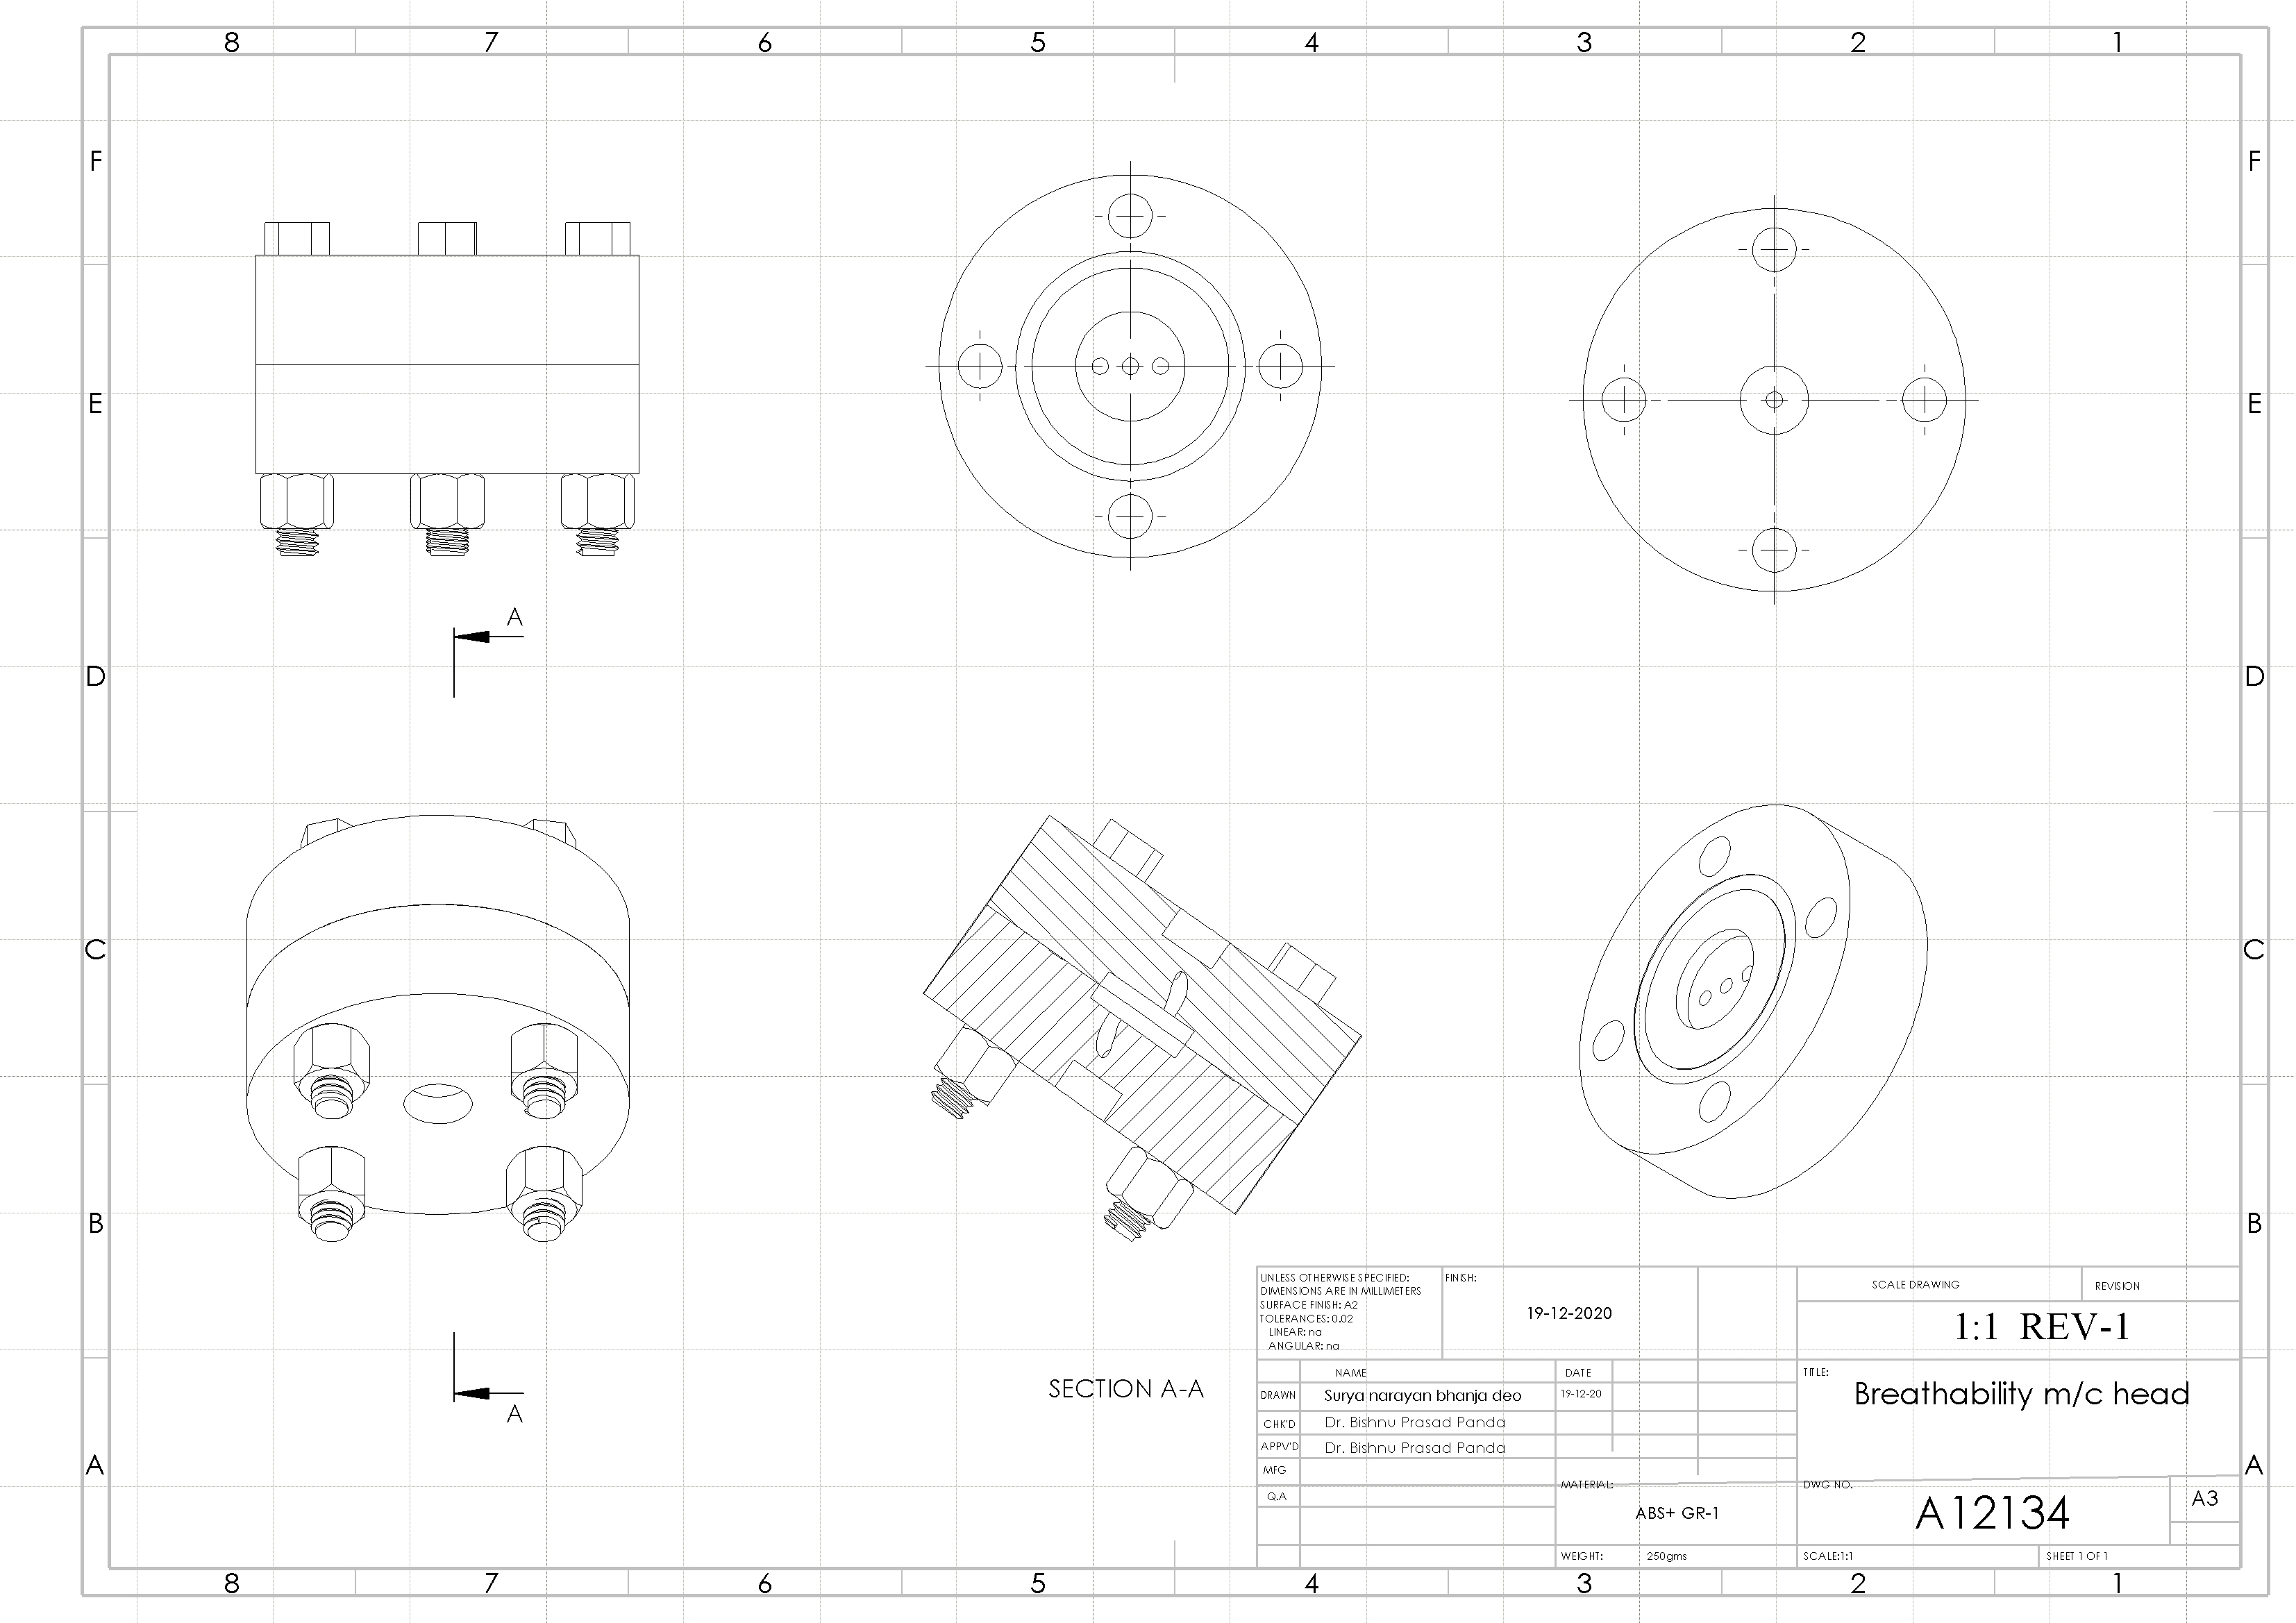 8 7 6 5 4 3 2 1
F F
E E
A
D D
C C
B B
A
SECTION A-A
A A
8 7 6 5 4 3 2 1
UNLESS OTHERWISE SPECIFIED:
DIMENSIONS ARE IN MILLIMETERS
SURFACE FINISH: A2
TOLERANCES: 0.02
LINEAR: na
ANGULAR: na
FINISH:
19-12-2020
SCALE DRAWING
REVISION
1:1 REV-1
NAME
DATE
DRAWN
Surya narayan bhanja deo
19-12-20
CHK'D
Dr. Bishnu Prasad Panda
APPV'D
Dr. Bishnu Prasad Panda
MFG
Q.A
TITLE:
Breathability m/c head
MATERIAL:
ABS+ GR-1
DWG NO.
A12134
A3
WEIGHT:
250gms
SCALE:1:1
SHEET 1 OF 1